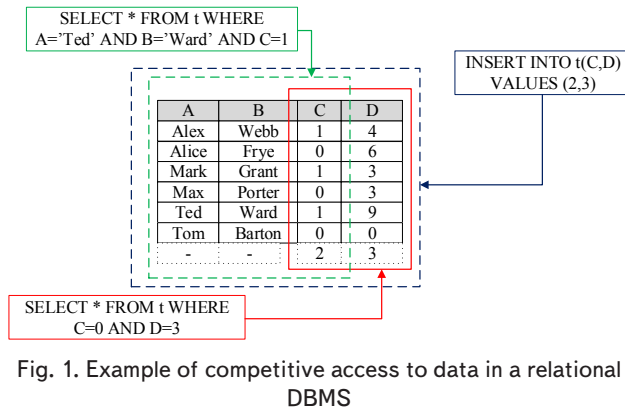 SELECT * FROM t WHERE
A='Ted' AND B='Ward' AND C=1
INSERT INTO t(C,D)
VALUES (2,3)
A B C D
Alex Webb 1 4
Alice Frye 0 6
Mark Grant 1 3
Max Porter 0 3
Ted Ward 1 9
Tom Barton 0 0
- - 2 3
SELECT * FROM t WHERE
C=0 AND D=3
Fig. 1. Example of competitive access to data in a relational
DBMS